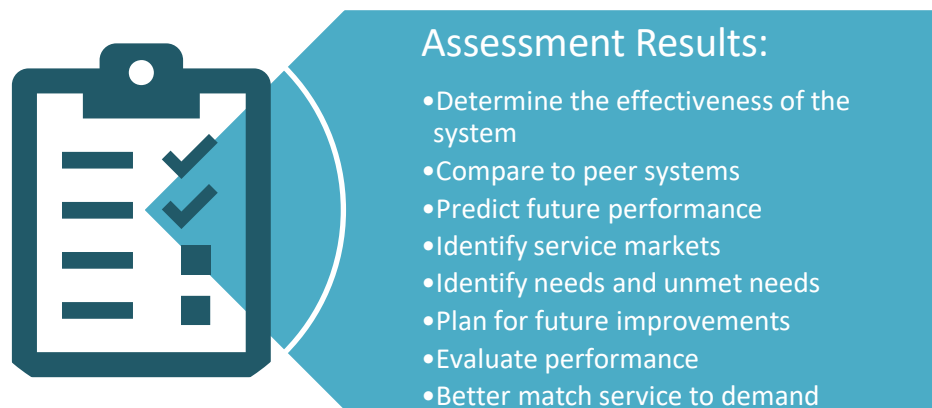 Assessment Results:
•Determine the effectiveness of the
system
•Compare to peer systems
•Predict future performance
•Identify service markets
•Identify needs and unmet needs
•Plan for future improvements
•Evaluate performance
•Better match service to demand